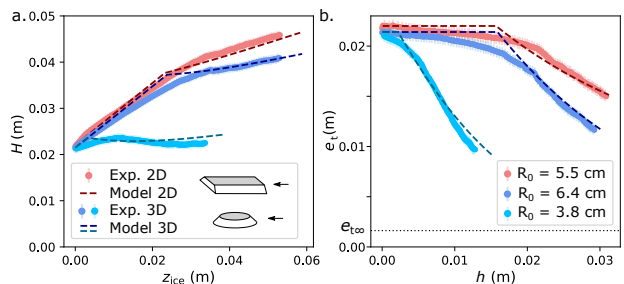 a.
0.05
0.04
0.03
0.02
0.01
0.00
H (m)
Exp. 2D
Model 2D
Exp. 3D
Model 3D
0.00 0.02 0.04 0.06
z_ice (m)
b.
0.02
0.01
0.00
e_t (m)
e_t∞
R_0 = 5.5 cm
R_0 = 6.4 cm
R_0 = 3.8 cm
0.00 0.01 0.02 0.03
h (m)